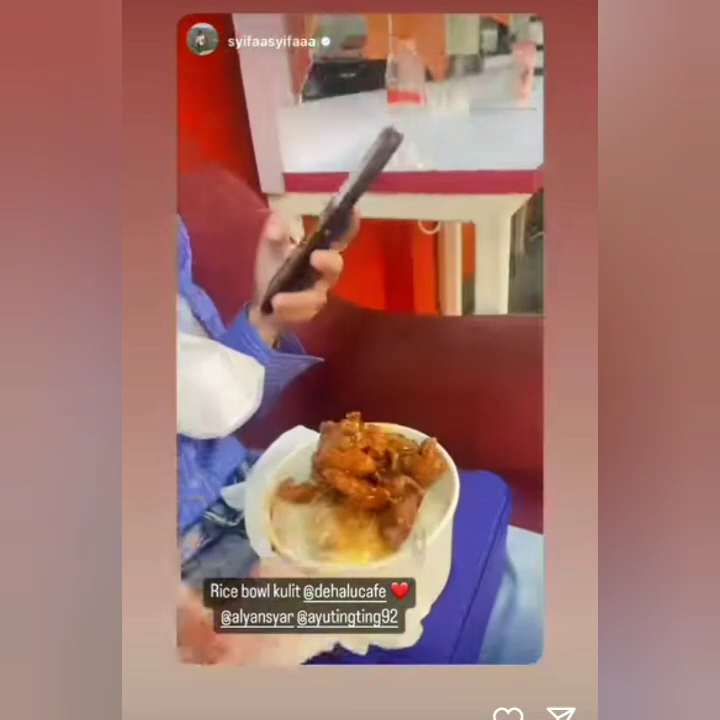 syifaasyifaaa
Rice bowl kulit @dehalucafe ❤️
@alyansyar @ayutingting92